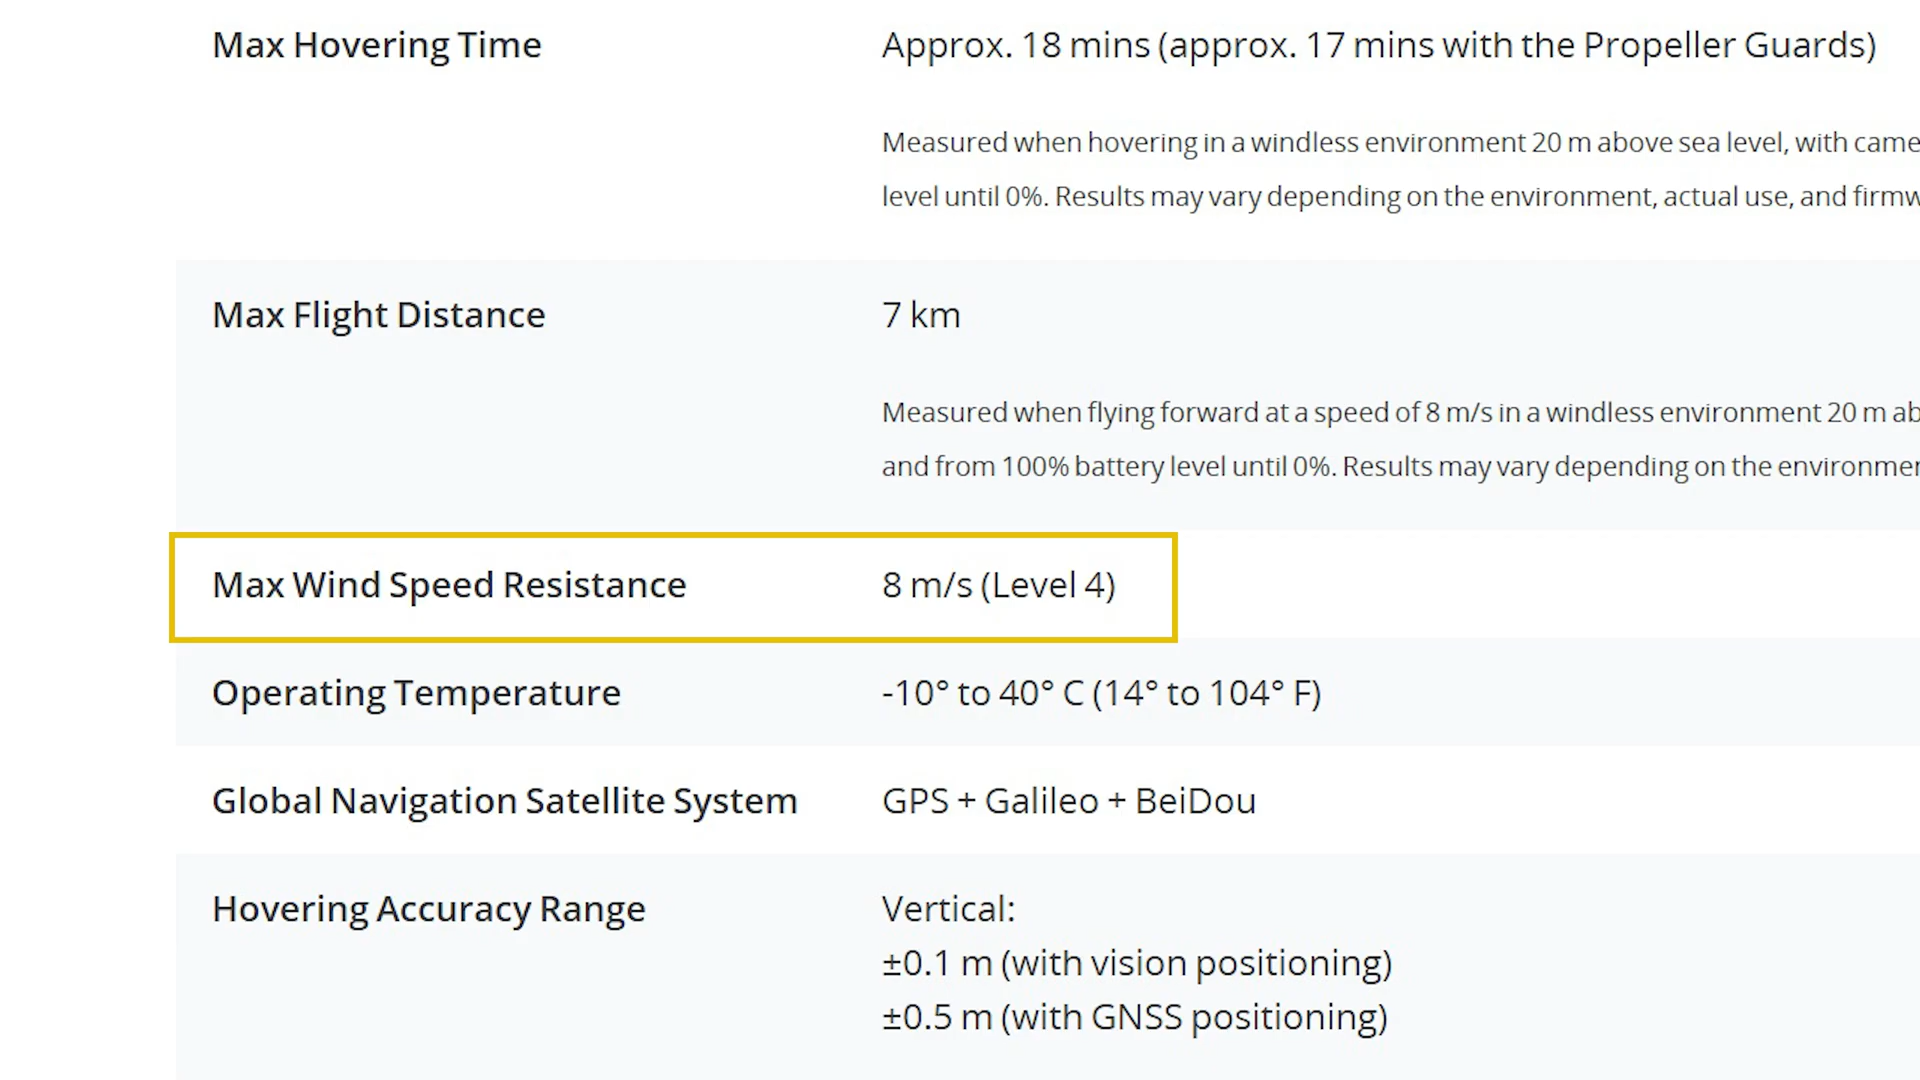 Max Hovering Time
Approx. 18 mins (approx. 17 mins with the Propeller Guards)
Measured when hovering in a windless environment 20 m above sea level, with
level until 0%. Results may vary depending on the environment, actual use, and
Max Flight Distance
7 km
Measured when flying forward at a speed of 8 m/s in a windless environment 20 m
and from 100% battery level until 0%. Results may vary depending on the
Max Wind Speed Resistance
8 m/s (Level 4)
Operating Temperature
-10° to 40° C (14° to 104° F)
Global Navigation Satellite System
GPS + Galileo + BeiDou
Hovering Accuracy Range
Vertical:
±0.1 m (with vision positioning)
±0.5 m (with GNSS positioning)